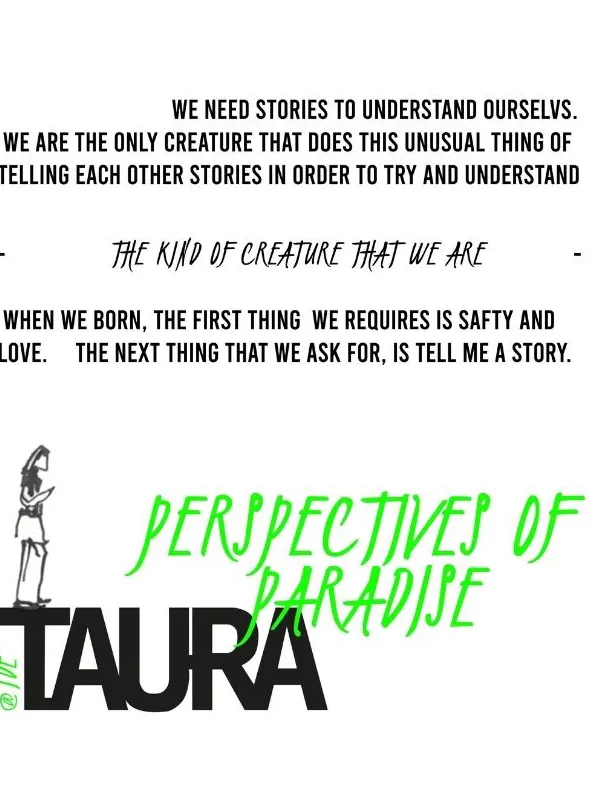 WE NEED STORIES TO UNDERSTAND OURSELVS.
WE ARE THE ONLY CREATURE THAT DOES THIS UNUSUAL THING OF
TELLING EACH OTHER STORIES IN ORDER TO TRY AND UNDERSTAND
- THE KIND OF CREATURE THAT WE ARE -
WHEN WE BORN, THE FIRST THING WE REQUIRES IS SAFTY AND
LOVE. THE NEXT THING THAT WE ASK FOR, IS TELL ME A STORY.
PERSPECTIVES OF
PARADISE
TAURA